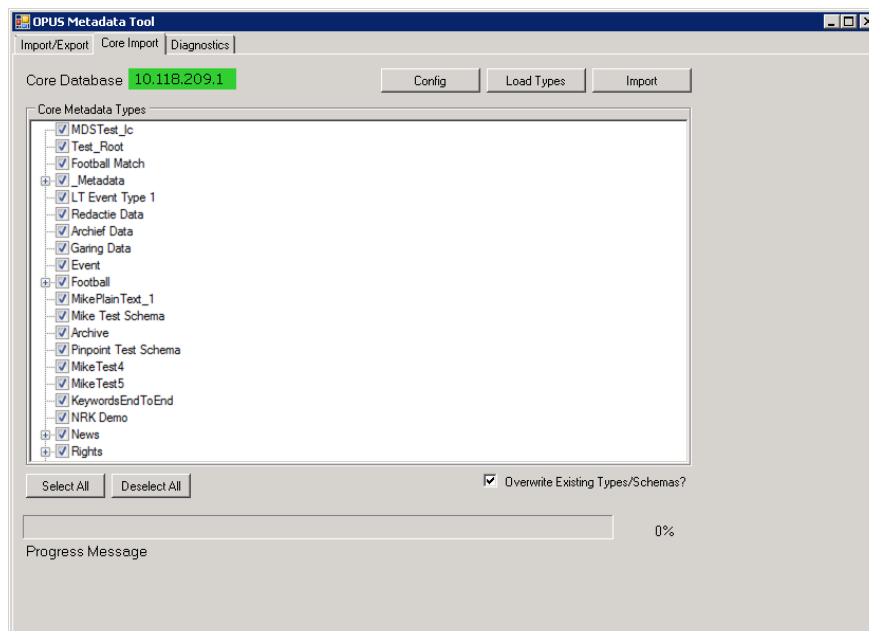 OPUS Metadata Tool
Import/Export Core Import Diagnostics
Core Database 10.118.209.1 Config Load Types Import
Core Metadata Types
MDSTest_lc
Test_Root
Football Match
_Metadata
LT Event Type 1
Redactie Data
Archief Data
Garing Data
Event
Football
MikePlainText_1
Mike Test Schema
Archive
Pinpoint Test Schema
MikeTest4
MikeTest5
KeywordsEndToEnd
NRK Demo
News
Rights
Select All Deselect All Overwrite Existing Types/Schemas?
0%
Progress Message